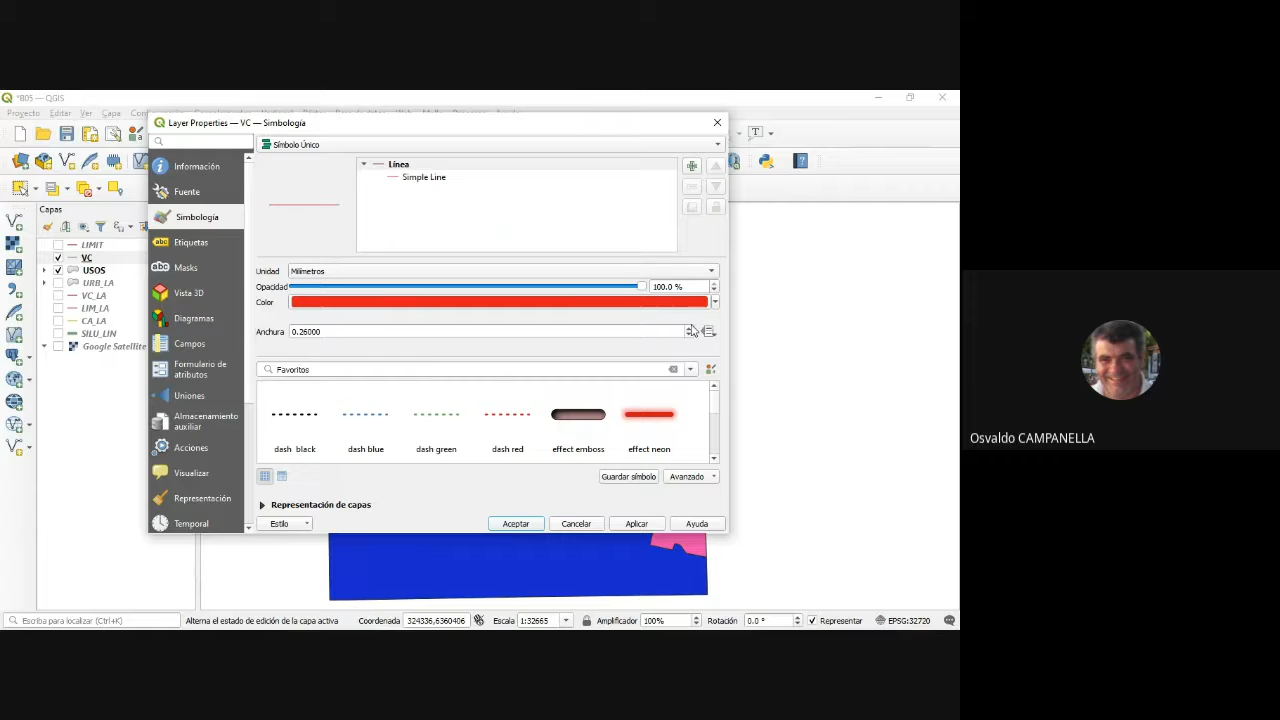 *B05 — QGIS
Proyecto Editar Ver Capa
Layer Properties — VC — Simbología
Símbolo Único
Línea
Simple Line
Información
Fuente
Simbología
Etiquetas
Masks
Vista 3D
Diagramas
Campos
Formulario de
atributos
Uniones
Almacenamiento
auxiliar
Acciones
Visualizar
Representación
Temporal
Capas
LIMIT
VC
USOS
URB_LA
VC_LA
LIM_LA
CA_LA
SILU_LIN
Google Satellite
Unidad Milímetros
Opacidad 100.0 %
Color
Anchura 0.26000
Favoritos
dash black dash blue dash green dash red effect emboss effect neon
Guardar símbolo Avanzado
Representación de capas
Estilo Aceptar Cancelar Aplicar Ayuda
Osvaldo CAMPANELLA
Escriba para localizar (Ctrl+K) Alterna el estado de edición de la capa activa Coordenada 324336,6360406 Escala 1:32665 Amplificador 100% Rotación 0.0 ° Representar EPSG:32720